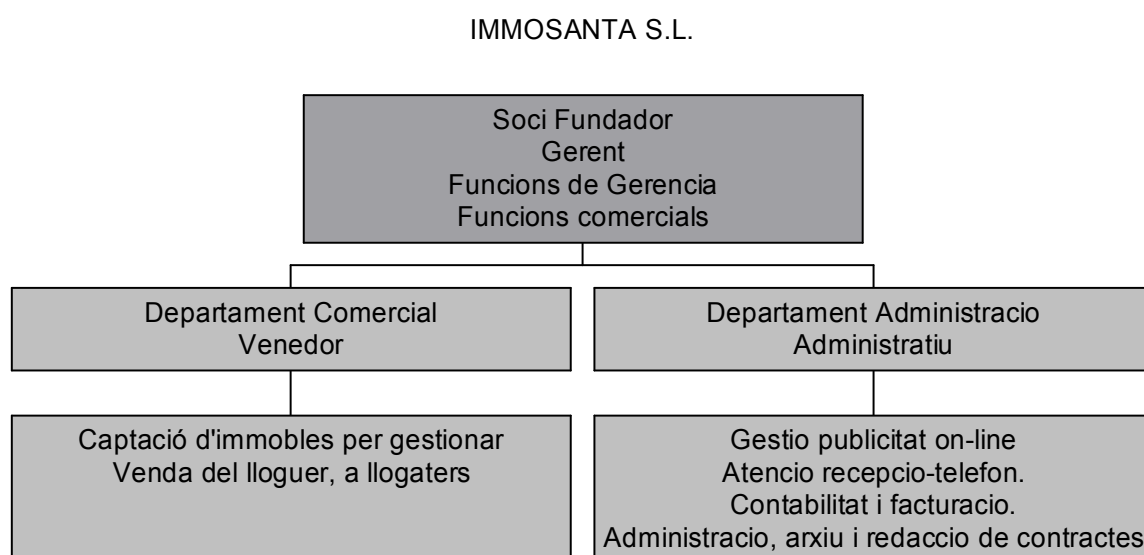 IMMOSANTA S.L.
Soci Fundador
Gerent
Funcions de Gerencia
Funcions comercials
Departament Comercial
Venedor
Departament Administracio
Administratiu
Captació d'immobles per gestionar
Venda del lloguer, a llogaters
Gestio publicitat on-line
Atencio recepcio-telefon.
Contabilitat i facturacio.
Administracio, arxiu i redaccio de contractes